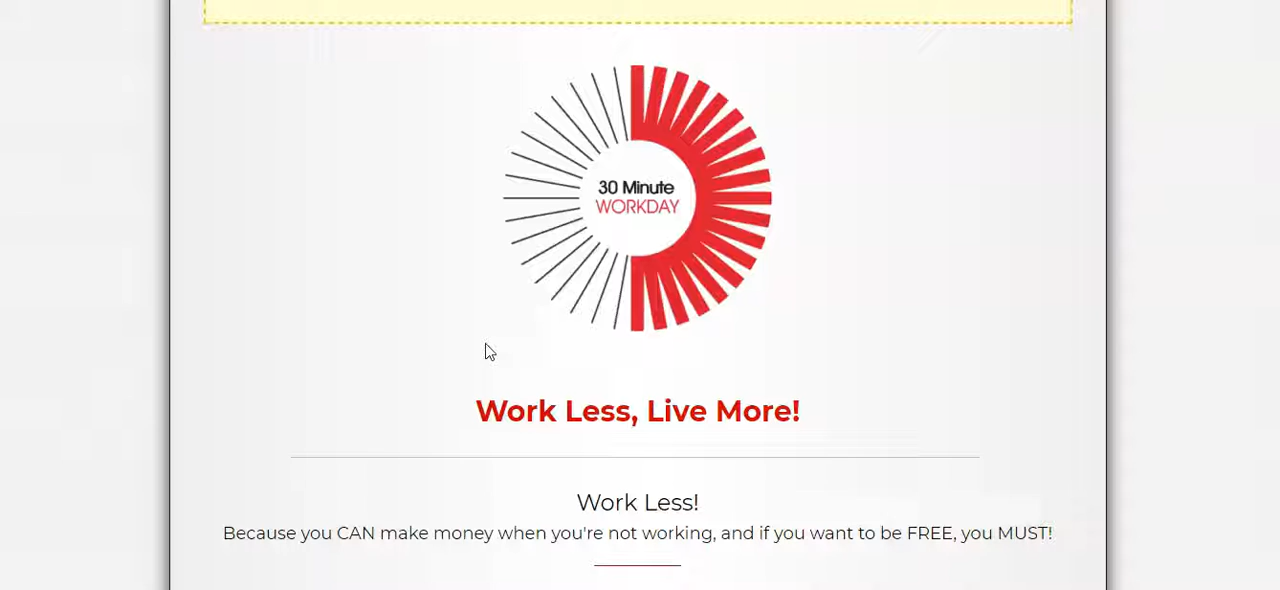 30 Minute
WORKDAY
Work Less, Live More!
Work Less!
Because you CAN make money when you're not working, and if you want to be FREE, you MUST!